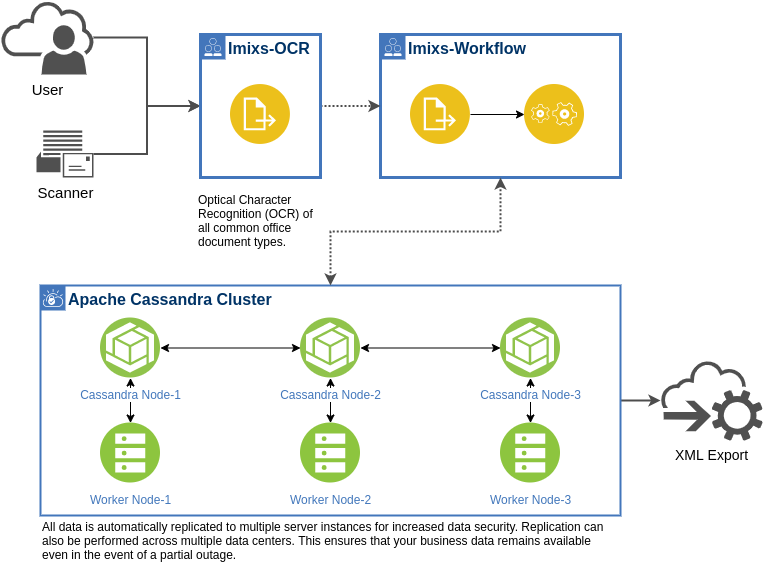 User
Scanner
Imixs-OCR
Imixs-Workflow
Optical Character
Recognition (OCR) of
all common office
document types.
Apache Cassandra Cluster
Cassandra Node-1
Cassandra Node-2
Cassandra Node-3
Worker Node-1
Worker Node-2
Worker Node-3
XML Export
All data is automatically replicated to multiple server instances for increased data security. Replication can
also be performed across multiple data centers. This ensures that your business data remains available
even in the event of a partial outage.